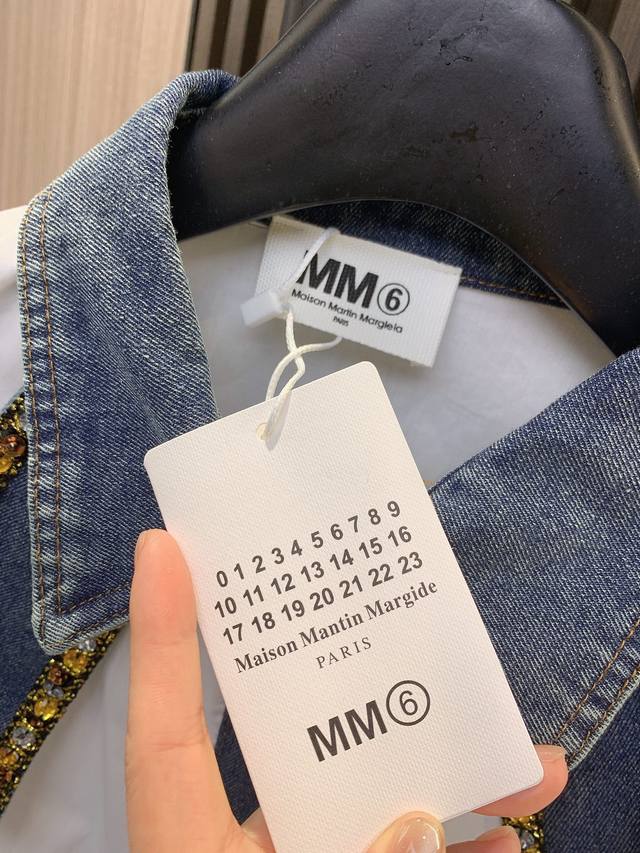 MM6
Maison Martin Margiela
PARIS
0 1 2 3 4 5 6 7 8 9
10 11 12 13 14 15 16
17 18 19 20 21 22 23
Maison Mantin Margide
PARIS
MM6